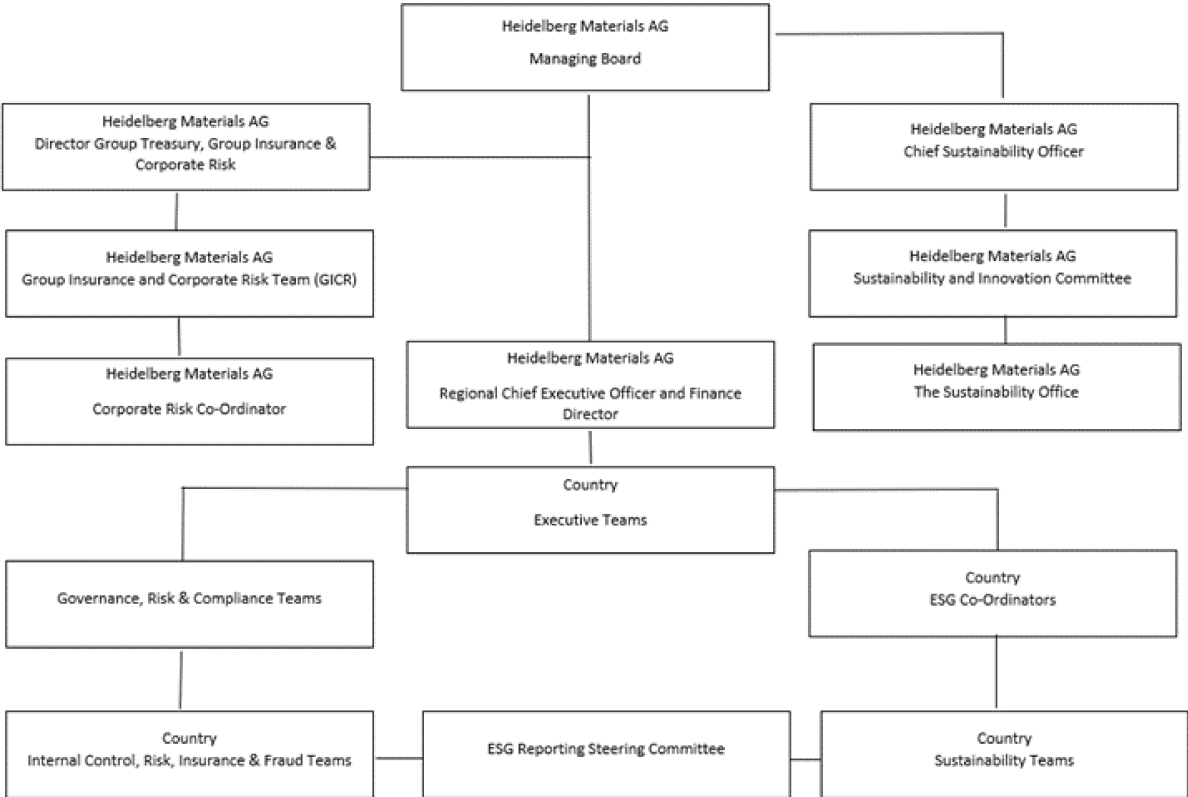 Heidelberg Materials AG
Managing Board
Heidelberg Materials AG
Director Group Treasury, Group Insurance &
Corporate Risk
Heidelberg Materials AG
Chief Sustainability Officer
Heidelberg Materials AG
Group Insurance and Corporate Risk Team (GICR)
Heidelberg Materials AG
Sustainability and Innovation Committee
Heidelberg Materials AG
Corporate Risk Co-Ordinator
Heidelberg Materials AG
Regional Chief Executive Officer and Finance
Director
Heidelberg Materials AG
The Sustainability Office
Country
Executive Teams
Governance, Risk & Compliance Teams
Country
ESG Co-Ordinators
Country
Internal Control, Risk, Insurance & Fraud Teams
ESG Reporting Steering Committee
Country
Sustainability Teams